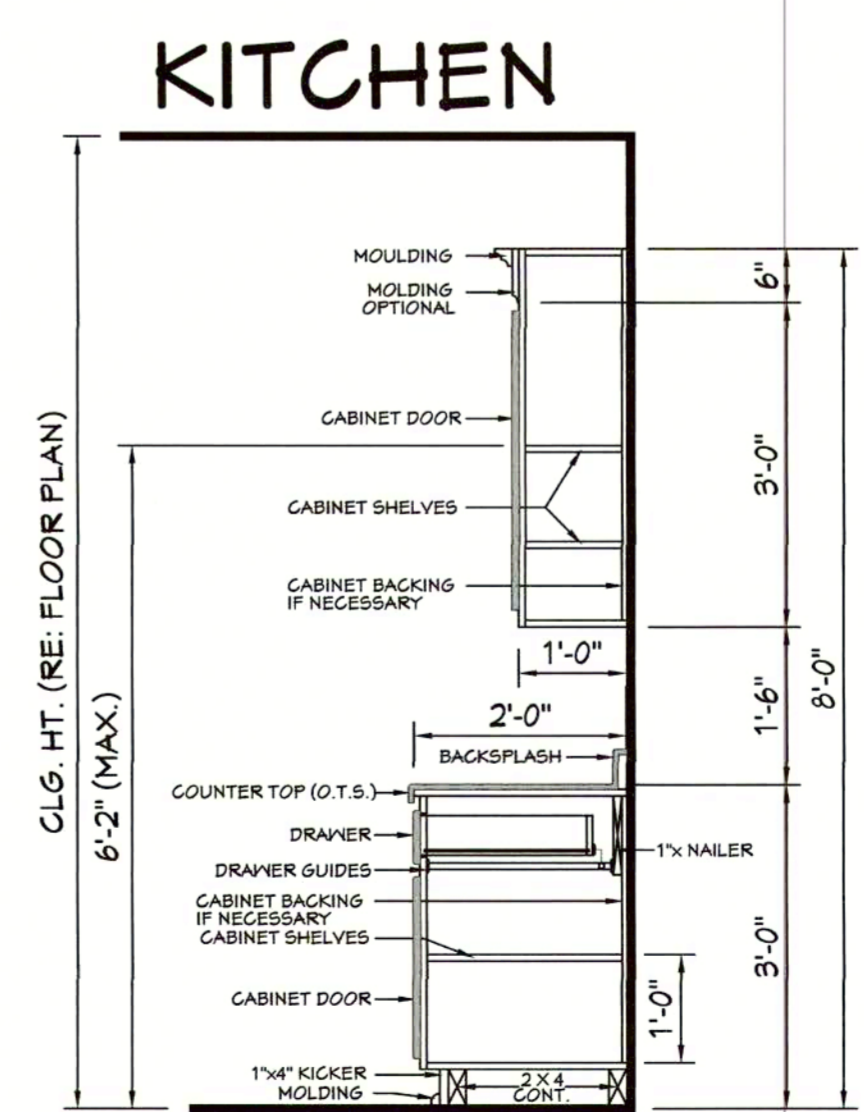 KITCHEN
MOULDING
MOLDING
OPTIONAL
6"
CABINET DOOR
3'-0"
CLG. HT. (RE: FLOOR PLAN)
CABINET SHELVES
CABINET BACKING
IF NECESSARY
1'-0"
2'-0"
1'-6"
8'-0"
6'-2" (MAX.)
BACKSPLASH
COUNTER TOP (O.T.S.)
DRAWER
1"x NAILER
DRAWER GUIDES
CABINET BACKING
IF NECESSARY
CABINET SHELVES
3'-0"
CABINET DOOR
1'-0"
1"x4" KICKER
MOLDING
2 X 4
CONT.